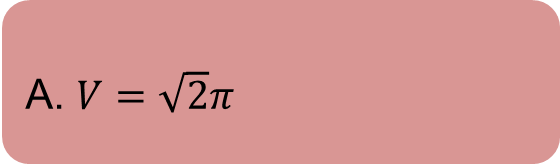 A. V = √2π